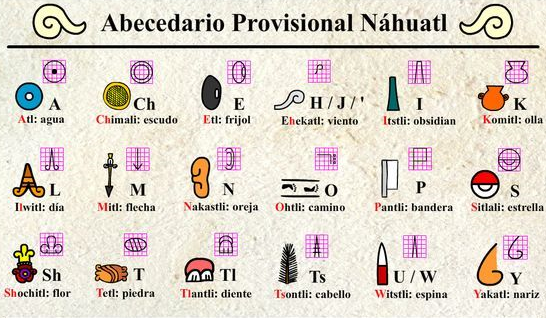 Abecedario Provisional Náhuatl
A Ch E H / J / ' I K
Atl: agua Chimali: escudo Etl: frijol Ehekatl: viento Itstli: obsidian Komitl: olla
L M N O P S
Ilwitl: día Mitl: flecha Nakastli: oreja Ohtli: camino Pantli: bandera Sitlali: estrella
Sh T Tl Ts U / W Y
Shochitl: flor Tetl: piedra Tlantli: diente Tsontli: cabello Witstli: espina Yakatl: nariz